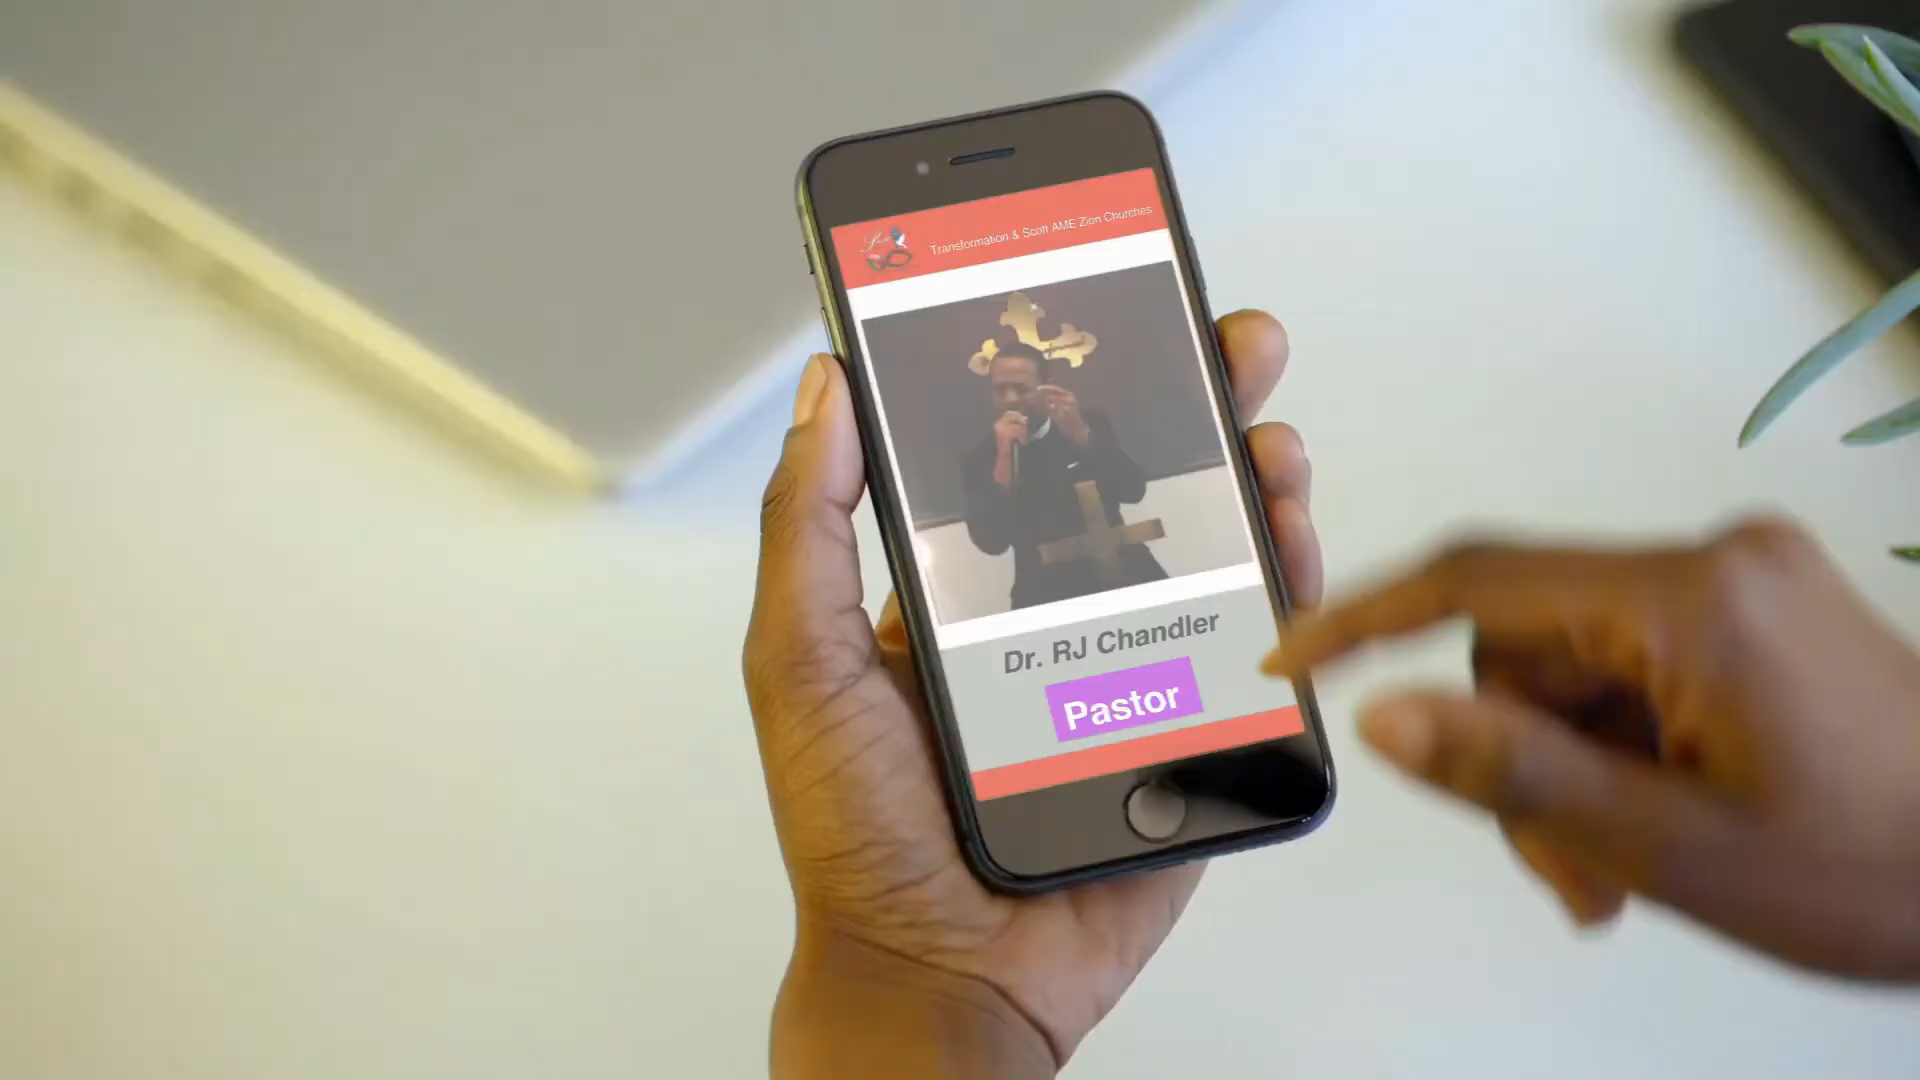 Transformation & Scott AME Zion Churches
Dr. RJ Chandler
Pastor